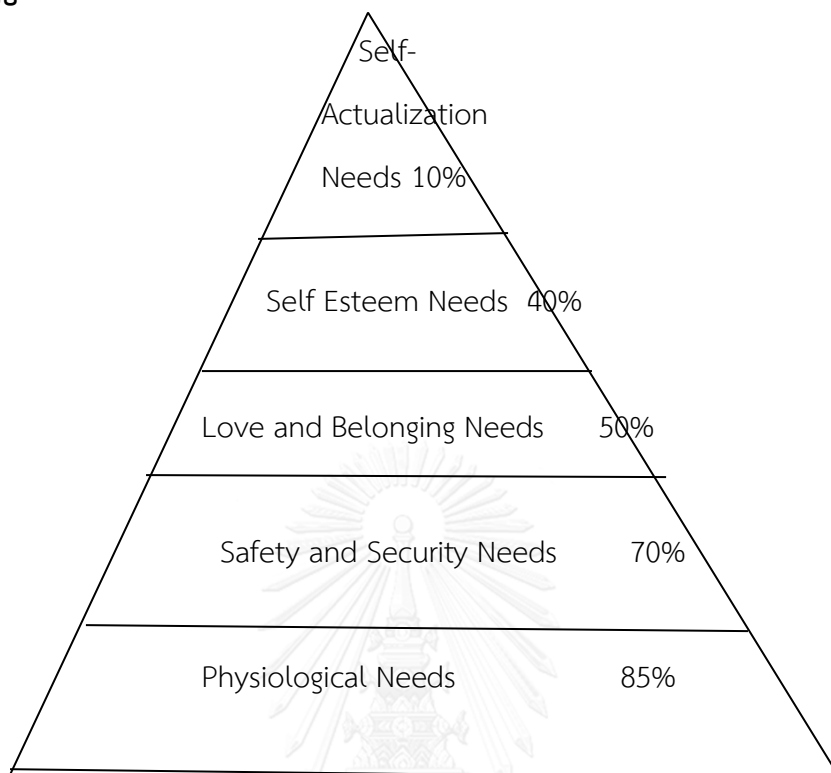 Self-
Actualization
Needs 10%
Self Esteem Needs 40%
Love and Belonging Needs 50%
Safety and Security Needs 70%
Physiological Needs 85%